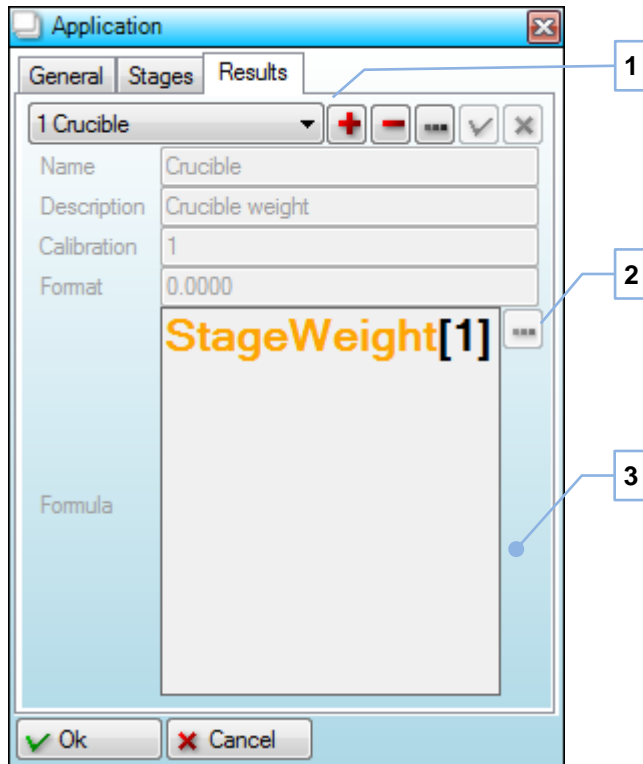 Application
General Stages Results
1
1 Crucible
Name Crucible
Description Crucible weight
Calibration 1
Format 0.0000
2
StageWeight[1]
3
Formula
Ok Cancel